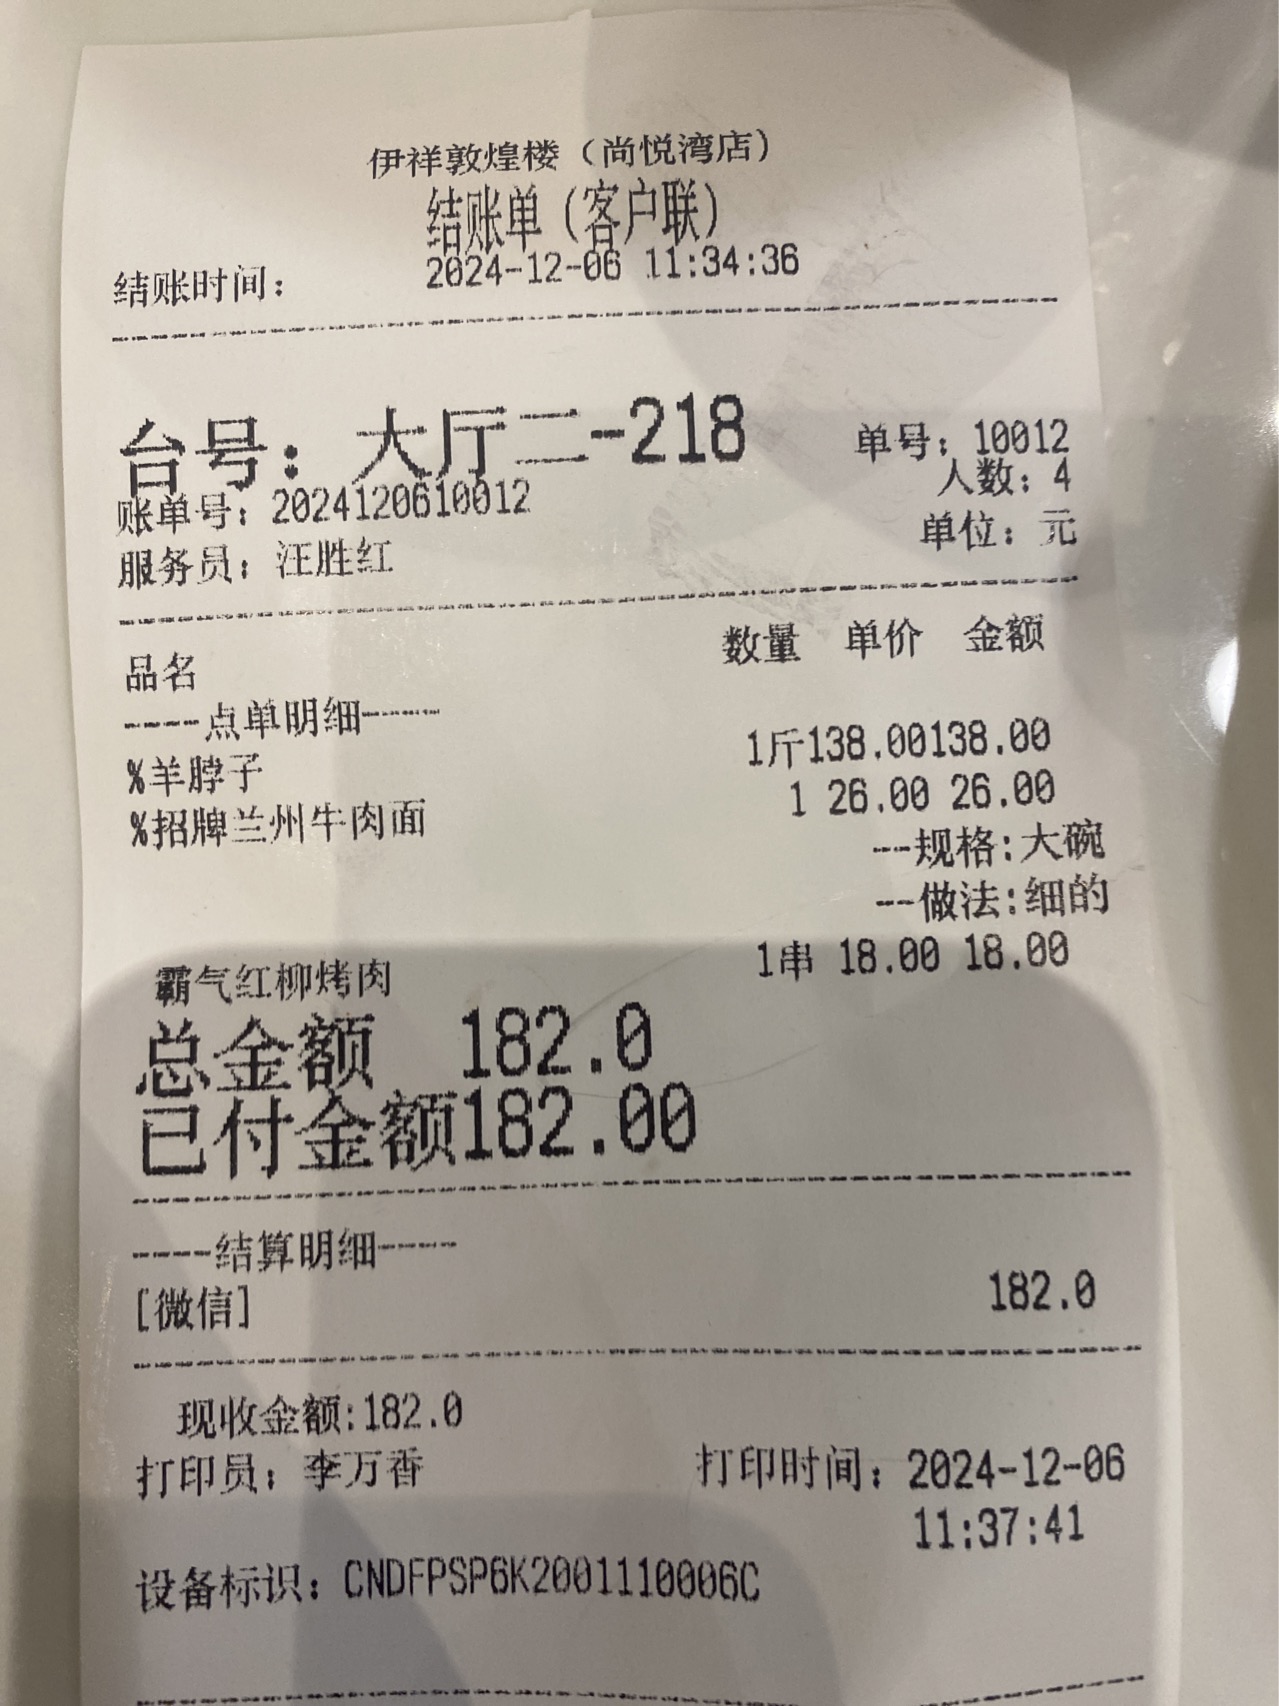 伊祥敦煌楼（尚悦湾店）
结账单（客户联）
结账时间： 2024-12-06 11:34:36
台号：大厅二-218 单号：10012
人数：4
账单号：2024120610012
服务员：汪胜红 单位：元
品名 数量 单价 金额
----点单明细----
%羊脖子 1斤138.00138.00
%招牌兰州牛肉面 1 26.00 26.00
--规格:大碗
--做法:细的
霸气红柳烤肉 1串 18.00 18.00
总金额 182.0
已付金额182.00
----结算明细----
[微信] 182.0
现收金额:182.0
打印员：李万香 打印时间：2024-12-06
11:37:41
设备标识：CNDFPSP6K2001110006C